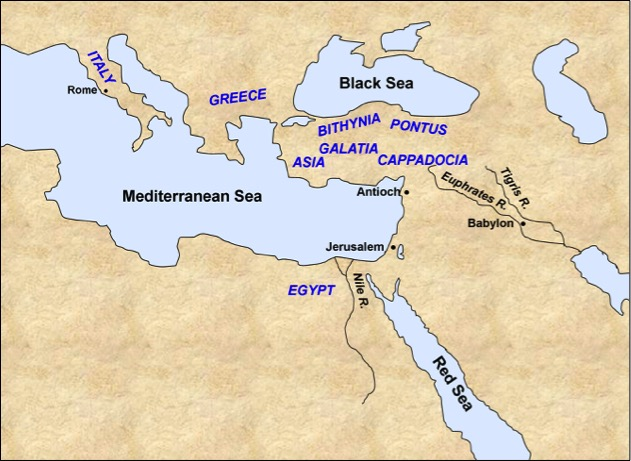 ITALY
Rome
GREECE
Black Sea
BITHYNIA
PONTUS
GALATIA
ASIA
CAPPADOCIA
Mediterranean Sea
Antioch
Euphrates R.
Tigris R.
Babylon
Jerusalem
EGYPT
Nile R.
Red Sea